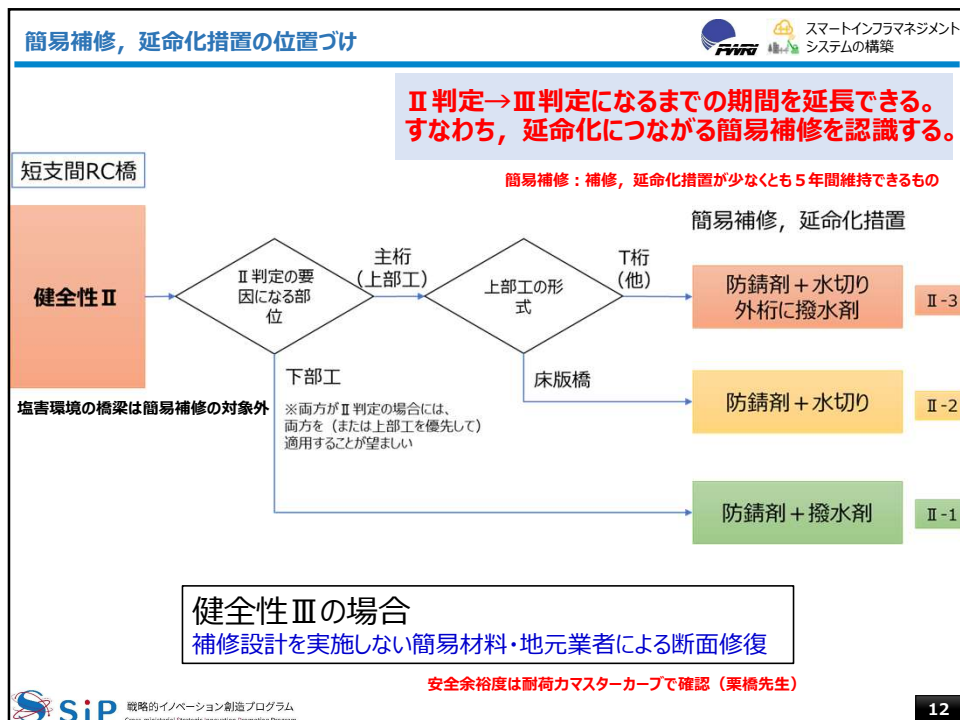 簡易補修，延命化措置の位置づけ
PWRI
スマートインフラマネジメント
システムの構築
Ⅱ判定→Ⅲ判定になるまでの期間を延長できる。
すなわち，延命化につながる簡易補修を認識する。
短支間RC橋
簡易補修：補修，延命化措置が少なくとも５年間維持できるもの
簡易補修，延命化措置
健全性Ⅱ
Ⅱ判定の要
因になる部
位
主桁
（上部工）
上部工の形
式
T桁
（他）
防錆剤＋水切り
外桁に撥水剤
Ⅱ-3
下部工
床版橋
防錆剤＋水切り
Ⅱ-2
塩害環境の橋梁は簡易補修の対象外
※両方がⅡ判定の場合には、
両方を（または上部工を優先して）
適用することが望ましい
防錆剤＋撥水剤
Ⅱ-1
健全性Ⅲの場合
補修設計を実施しない簡易材料・地元業者による断面修復
安全余裕度は耐荷力マスターカーブで確認（栗橋先生）
SiP
戦略的イノベーション創造プログラム
Cross-ministerial Strategic Innovation Promotion Program
12